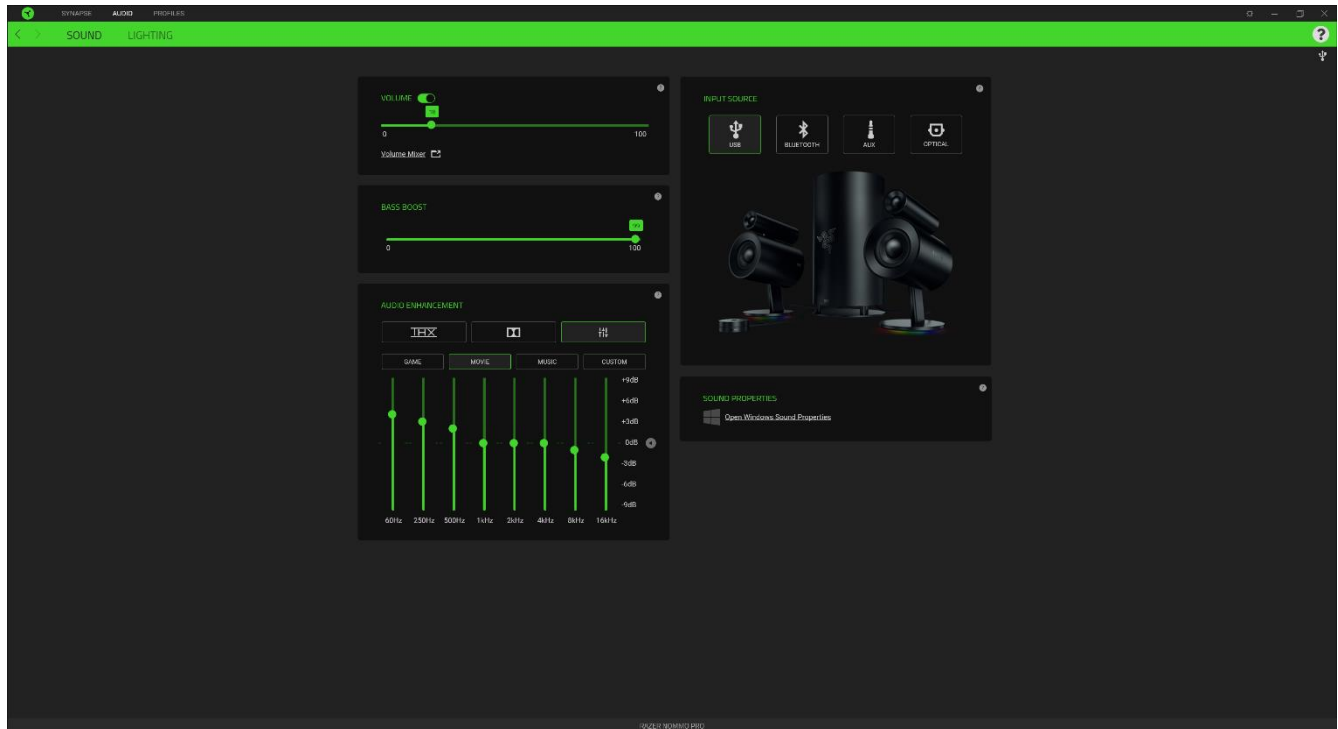 SYNAPSE AUDIO PROFILES
SOUND LIGHTING
?
VOLUME
0 100
Volume Mixer
BASS BOOST
99
0 100
AUDIO ENHANCEMENT
THX
GAME MOVIE MUSIC CUSTOM
+9dB
+6dB
+3dB
0dB
-3dB
-6dB
-9dB
60Hz 250Hz 500Hz 1kHz 2kHz 4kHz 8kHz 16kHz
INPUT SOURCE
USB BLUETOOTH AUX OPTICAL
SOUND PROPERTIES
Open Windows Sound Properties
RAZER NOMMO PRO